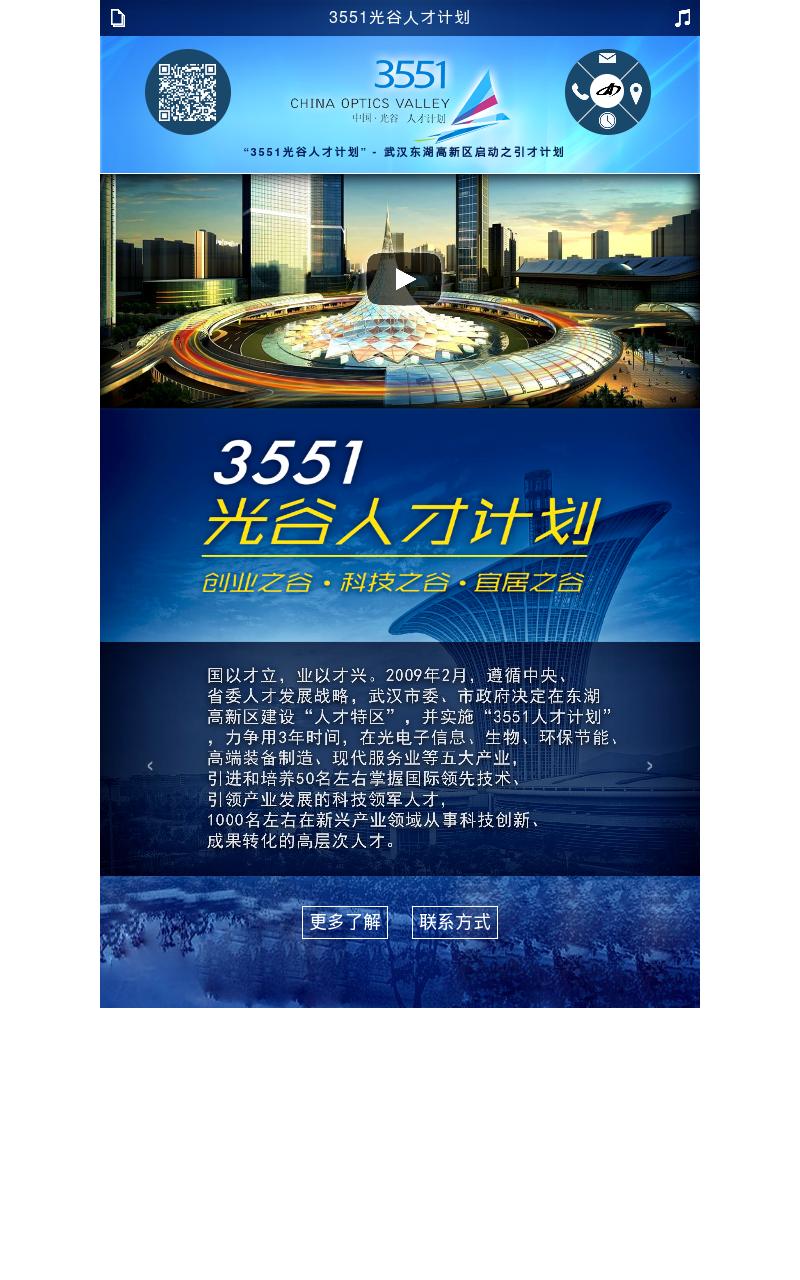 3551光谷人才计划
3551
CHINA OPTICS VALLEY
中国·光谷 人才计划
“3551光谷人才计划” - 武汉东湖高新区启动之引才计划
3551
光谷人才计划
创业之谷·科技之谷·宜居之谷
国以才立，业以才兴。2009年2月，遵循中央、
省委人才发展战略，武汉市委、市政府决定在东湖
高新区建设“人才特区”，并实施“3551人才计划”
，力争用3年时间，在光电子信息、生物、环保节能、
高端装备制造、现代服务业等五大产业，
引进和培养50名左右掌握国际领先技术、
引领产业发展的科技领军人才，
1000名左右在新兴产业领域从事科技创新、
成果转化的高层次人才。
更多了解 联系方式